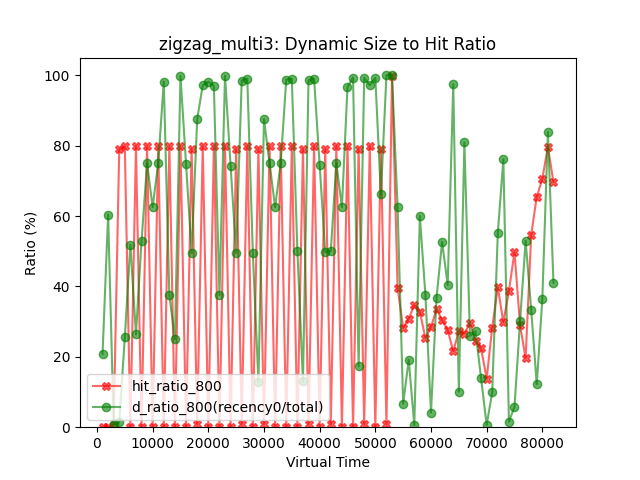 zigzag_multi3: Dynamic Size to Hit Ratio
Ratio (%)
100
80
60
40
20
0
hit_ratio_800
d_ratio_800(recency0/total)
0 10000 20000 30000 40000 50000 60000 70000 80000
Virtual Time